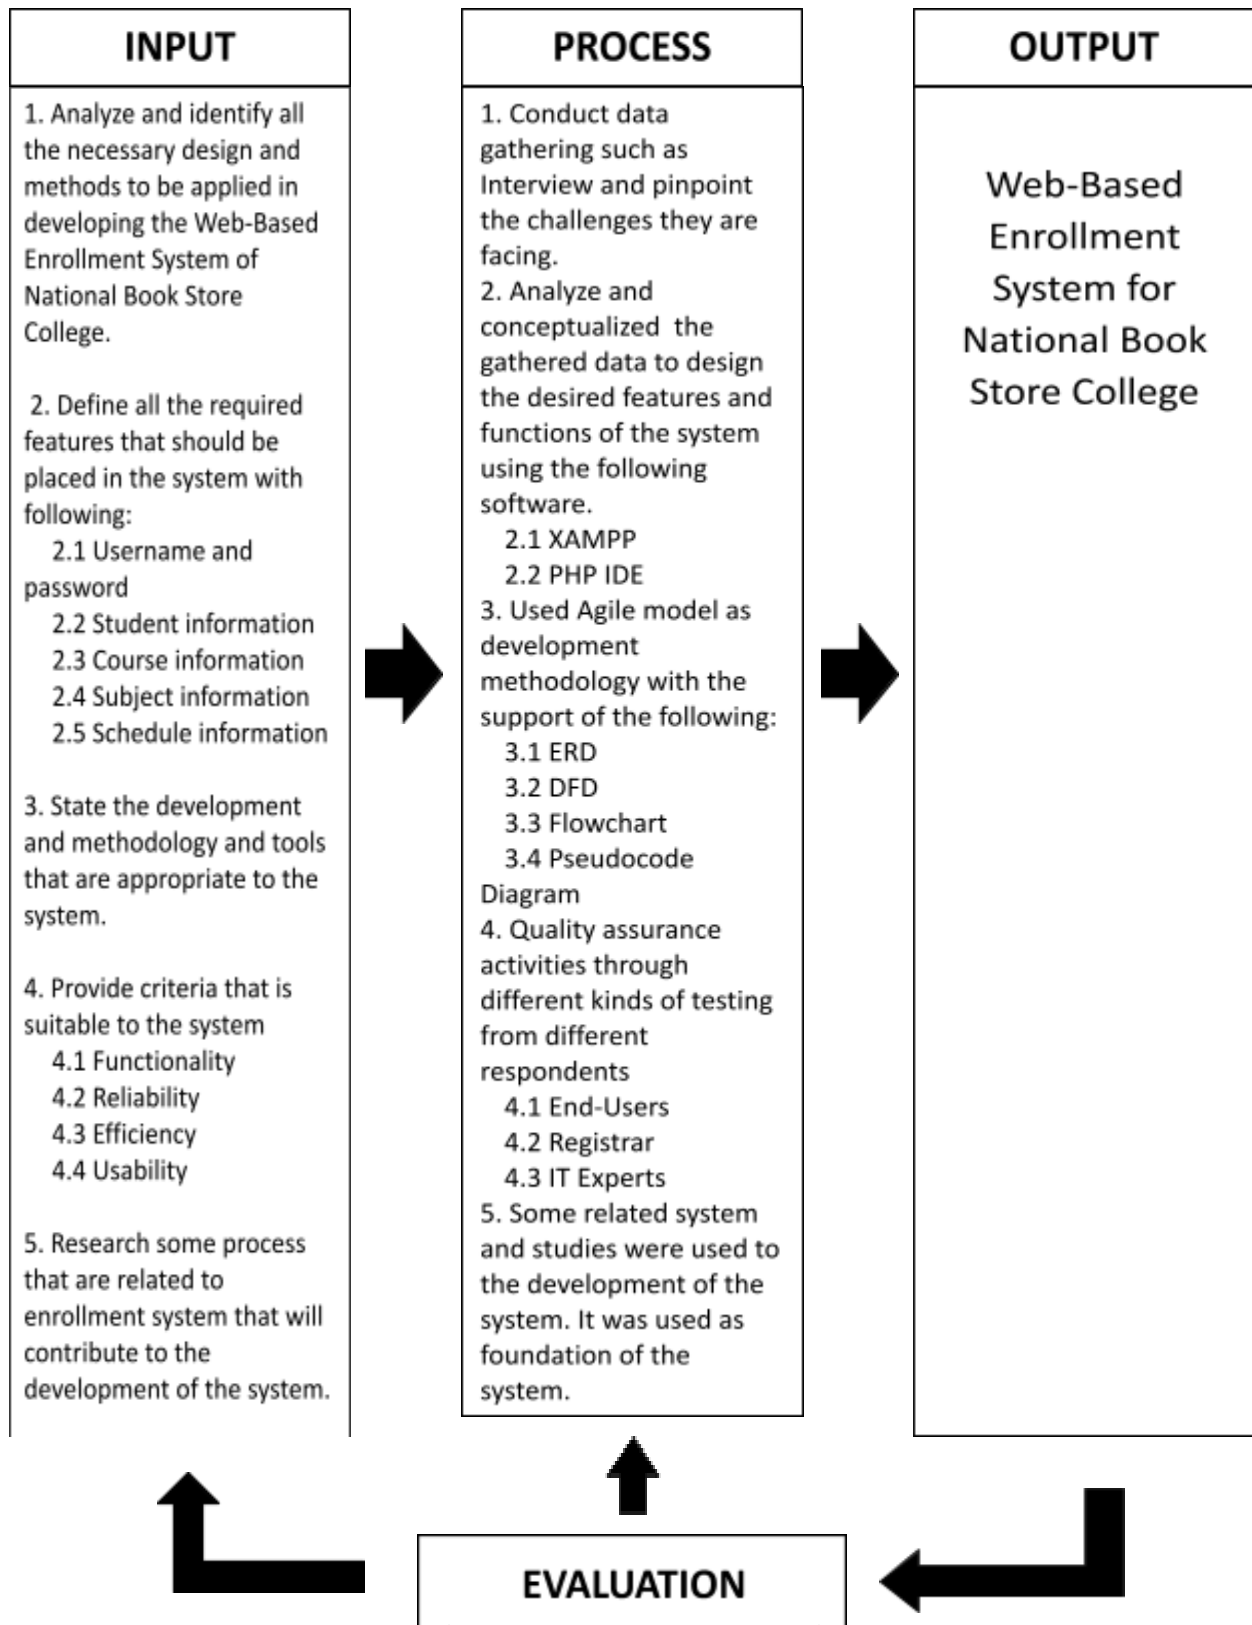 INPUT
1. Analyze and identify all
the necessary design and
methods to be applied in
developing the Web-Based
Enrollment System of
National Book Store
College.
2. Define all the required
features that should be
placed in the system with
following:
2.1 Username and
password
2.2 Student information
2.3 Course information
2.4 Subject information
2.5 Schedule information
3. State the development
and methodology and tools
that are appropriate to the
system.
4. Provide criteria that is
suitable to the system
4.1 Functionality
4.2 Reliability
4.3 Efficiency
4.4 Usability
5. Research some process
that are related to
enrollment system that will
contribute to the
development of the system.
PROCESS
1. Conduct data
gathering such as
Interview and pinpoint
the challenges they are
facing.
2. Analyze and
conceptualized the
gathered data to design
the desired features and
functions of the system
using the following
software.
2.1 XAMPP
2.2 PHP IDE
3. Used Agile model as
development
methodology with the
support of the following:
3.1 ERD
3.2 DFD
3.3 Flowchart
3.4 Pseudocode
Diagram
4. Quality assurance
activities through
different kinds of testing
from different
respondents
4.1 End-Users
4.2 Registrar
4.3 IT Experts
5. Some related system
and studies were used to
the development of the
system. It was used as
foundation of the
system.
OUTPUT
Web-Based
Enrollment
System for
National Book
Store College
EVALUATION